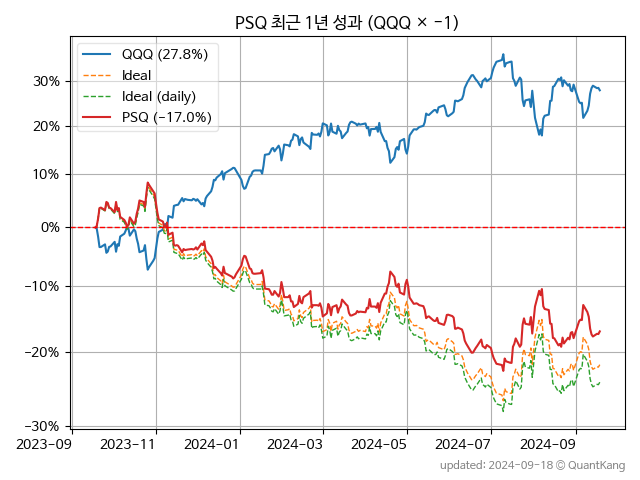 PSQ 최근 1년 성과 (QQQ × −1)
QQQ (27.8%)
Ideal
Ideal (daily)
PSQ (−17.0%)
30%
20%
10%
0%
−10%
−20%
−30%
2023-09 2023-11 2024-01 2024-03 2024-05 2024-07 2024-09
updated: 2024-09-18 © QuantKang